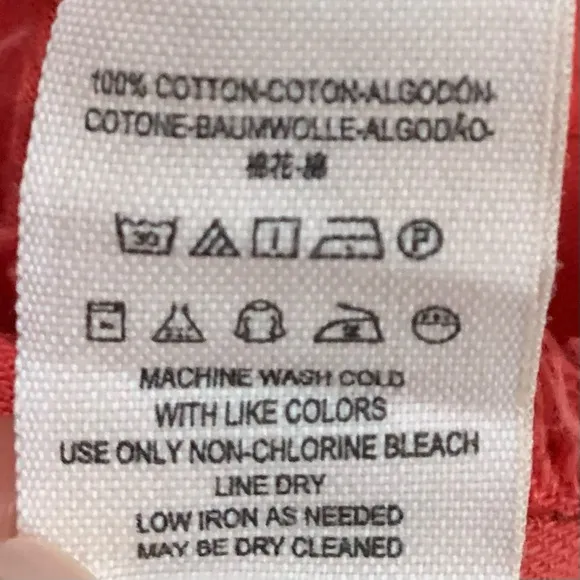 100% COTTON-COTON-ALGODÓN-
COTONE-BAUMWOLLE-ALGODÃO-
棉花-綿
30 P
MACHINE WASH COLD
WITH LIKE COLORS
USE ONLY NON-CHLORINE BLEACH
LINE DRY
LOW IRON AS NEEDED
MAY BE DRY CLEANED